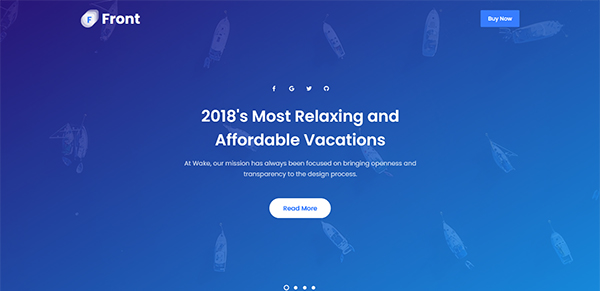 F Front
Buy Now
2018's Most Relaxing and
Affordable Vacations
At Wake, our mission has always been focused on bringing openness and
transparency to the design process.
Read More